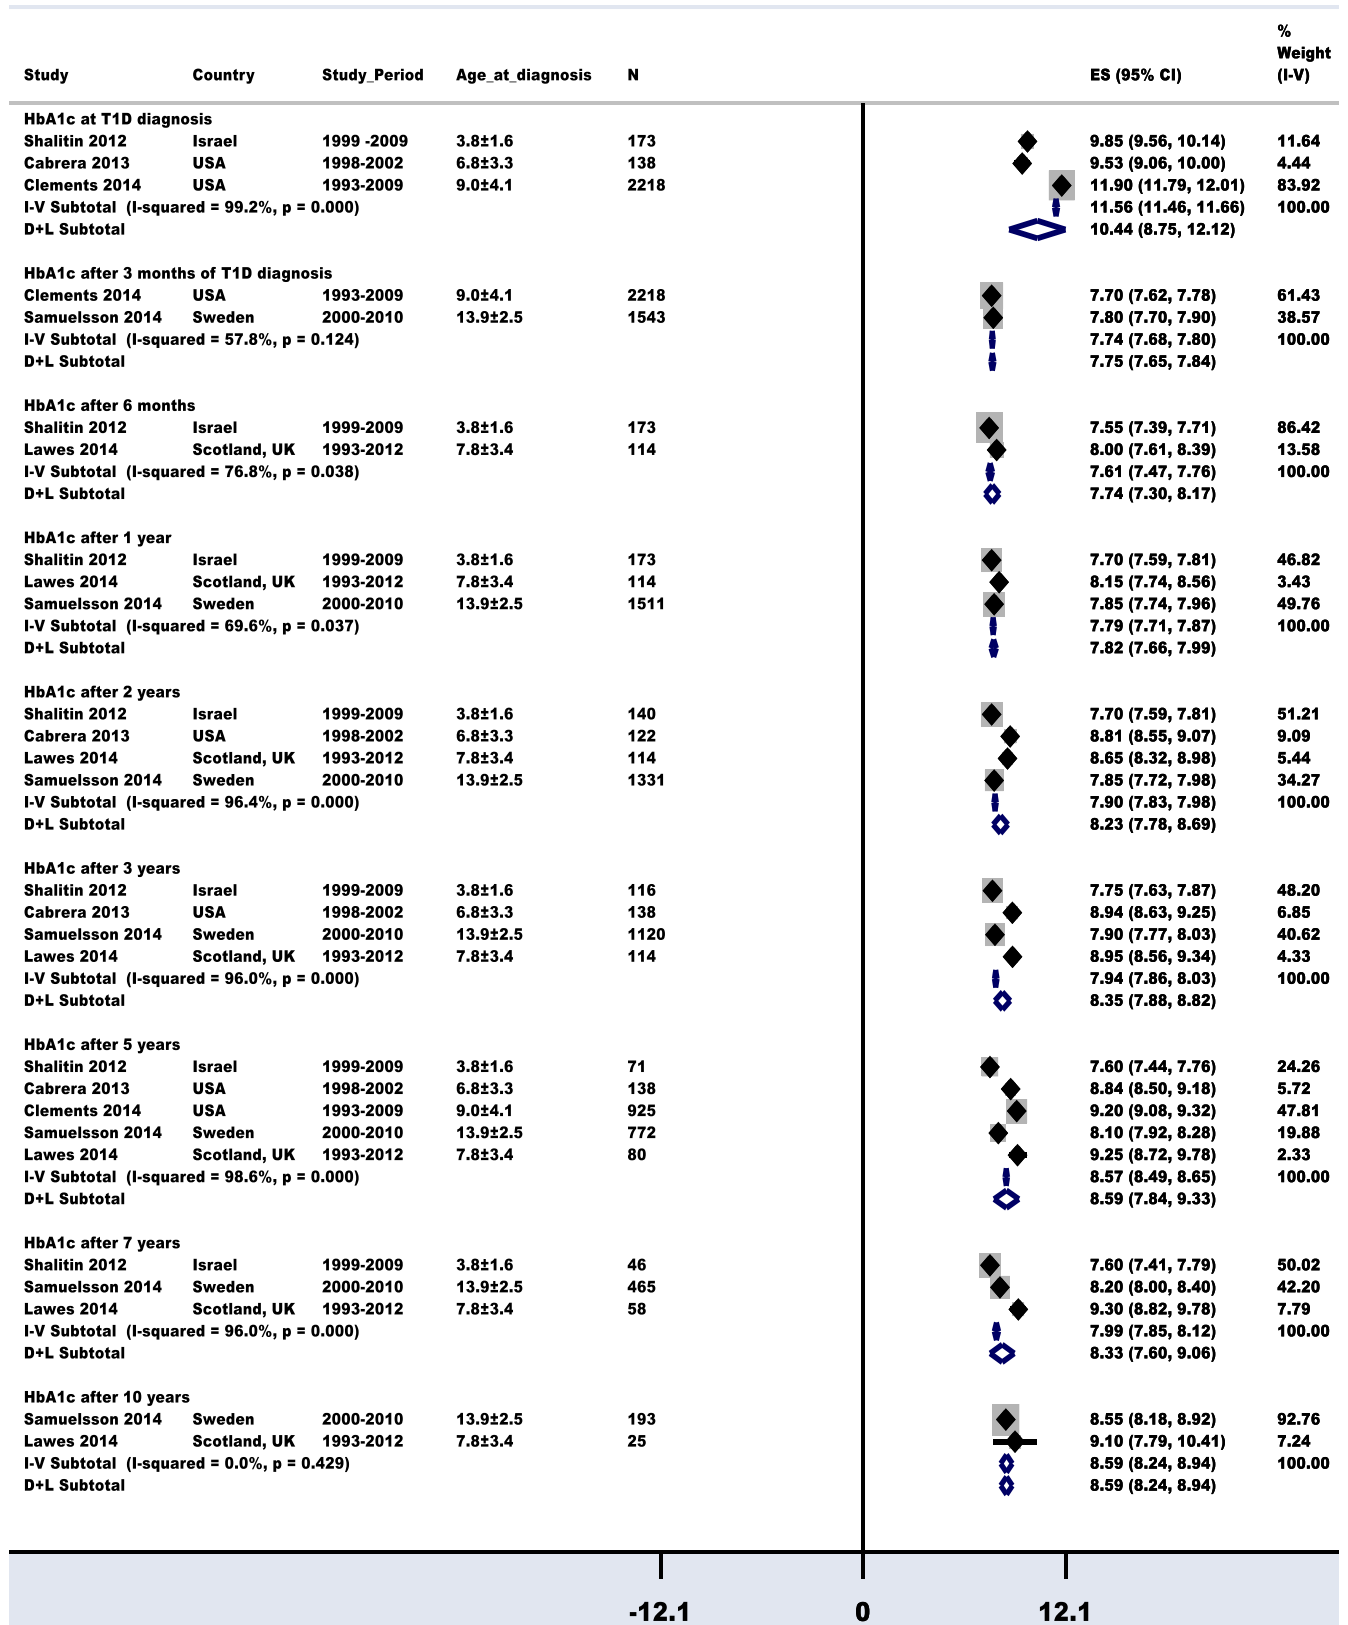 %
Weight
Study Country Study_Period Age_at_diagnosis N ES (95% CI) (I-V)
HbA1c at T1D diagnosis
Shalitin 2012 Israel 1999 -2009 3.8±1.6 173 9.85 (9.56, 10.14) 11.64
Cabrera 2013 USA 1998-2002 6.8±3.3 138 9.53 (9.06, 10.00) 4.44
Clements 2014 USA 1993-2009 9.0±4.1 2218 11.90 (11.79, 12.01) 83.92
I-V Subtotal (I-squared = 99.2%, p = 0.000) 11.56 (11.46, 11.66) 100.00
D+L Subtotal 10.44 (8.75, 12.12)
HbA1c after 3 months of T1D diagnosis
Clements 2014 USA 1993-2009 9.0±4.1 2218 7.70 (7.62, 7.78) 61.43
Samuelsson 2014 Sweden 2000-2010 13.9±2.5 1543 7.80 (7.70, 7.90) 38.57
I-V Subtotal (I-squared = 57.8%, p = 0.124) 7.74 (7.68, 7.80) 100.00
D+L Subtotal 7.75 (7.65, 7.84)
HbA1c after 6 months
Shalitin 2012 Israel 1999-2009 3.8±1.6 173 7.55 (7.39, 7.71) 86.42
Lawes 2014 Scotland, UK 1993-2012 7.8±3.4 114 8.00 (7.61, 8.39) 13.58
I-V Subtotal (I-squared = 76.8%, p = 0.038) 7.61 (7.47, 7.76) 100.00
D+L Subtotal 7.74 (7.30, 8.17)
HbA1c after 1 year
Shalitin 2012 Israel 1999-2009 3.8±1.6 173 7.70 (7.59, 7.81) 46.82
Lawes 2014 Scotland, UK 1993-2012 7.8±3.4 114 8.15 (7.74, 8.56) 3.43
Samuelsson 2014 Sweden 2000-2010 13.9±2.5 1511 7.85 (7.74, 7.96) 49.76
I-V Subtotal (I-squared = 69.6%, p = 0.037) 7.79 (7.71, 7.87) 100.00
D+L Subtotal 7.82 (7.66, 7.99)
HbA1c after 2 years
Shalitin 2012 Israel 1999-2009 3.8±1.6 140 7.70 (7.59, 7.81) 51.21
Cabrera 2013 USA 1998-2002 6.8±3.3 122 8.81 (8.55, 9.07) 9.09
Lawes 2014 Scotland, UK 1993-2012 7.8±3.4 114 8.65 (8.32, 8.98) 5.44
Samuelsson 2014 Sweden 2000-2010 13.9±2.5 1331 7.85 (7.72, 7.98) 34.27
I-V Subtotal (I-squared = 96.4%, p = 0.000) 7.90 (7.83, 7.98) 100.00
D+L Subtotal 8.23 (7.78, 8.69)
HbA1c after 3 years
Shalitin 2012 Israel 1999-2009 3.8±1.6 116 7.75 (7.63, 7.87) 48.20
Cabrera 2013 USA 1998-2002 6.8±3.3 138 8.94 (8.63, 9.25) 6.85
Samuelsson 2014 Sweden 2000-2010 13.9±2.5 1120 7.90 (7.77, 8.03) 40.62
Lawes 2014 Scotland, UK 1993-2012 7.8±3.4 114 8.95 (8.56, 9.34) 4.33
I-V Subtotal (I-squared = 96.0%, p = 0.000) 7.94 (7.86, 8.03) 100.00
D+L Subtotal 8.35 (7.88, 8.82)
HbA1c after 5 years
Shalitin 2012 Israel 1999-2009 3.8±1.6 71 7.60 (7.44, 7.76) 24.26
Cabrera 2013 USA 1998-2002 6.8±3.3 138 8.84 (8.50, 9.18) 5.72
Clements 2014 USA 1993-2009 9.0±4.1 925 9.20 (9.08, 9.32) 47.81
Samuelsson 2014 Sweden 2000-2010 13.9±2.5 772 8.10 (7.92, 8.28) 19.88
Lawes 2014 Scotland, UK 1993-2012 7.8±3.4 80 9.25 (8.72, 9.78) 2.33
I-V Subtotal (I-squared = 98.6%, p = 0.000) 8.57 (8.49, 8.65) 100.00
D+L Subtotal 8.59 (7.84, 9.33)
HbA1c after 7 years
Shalitin 2012 Israel 1999-2009 3.8±1.6 46 7.60 (7.41, 7.79) 50.02
Samuelsson 2014 Sweden 2000-2010 13.9±2.5 465 8.20 (8.00, 8.40) 42.20
Lawes 2014 Scotland, UK 1993-2012 7.8±3.4 58 9.30 (8.82, 9.78) 7.79
I-V Subtotal (I-squared = 96.0%, p = 0.000) 7.99 (7.85, 8.12) 100.00
D+L Subtotal 8.33 (7.60, 9.06)
HbA1c after 10 years
Samuelsson 2014 Sweden 2000-2010 13.9±2.5 193 8.55 (8.18, 8.92) 92.76
Lawes 2014 Scotland, UK 1993-2012 7.8±3.4 25 9.10 (7.79, 10.41) 7.24
I-V Subtotal (I-squared = 0.0%, p = 0.429) 8.59 (8.24, 8.94) 100.00
D+L Subtotal 8.59 (8.24, 8.94)
-12.1 0 12.1